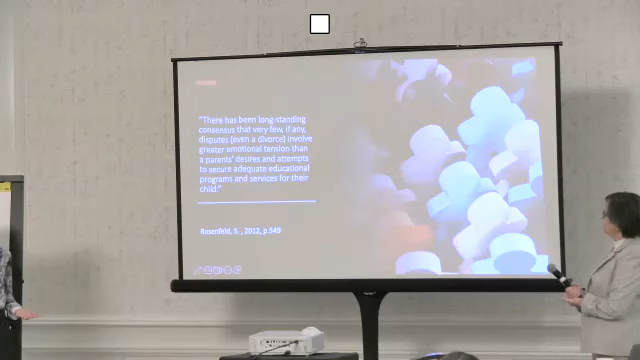 "There has been long-standing
consensus that very few, if any,
disputes (even a divorce) involve
greater emotional tension than
a parents' desires and attempts
to secure adequate educational
programs and services for their
child."
Rosenfeld, S. , 2012, p.549